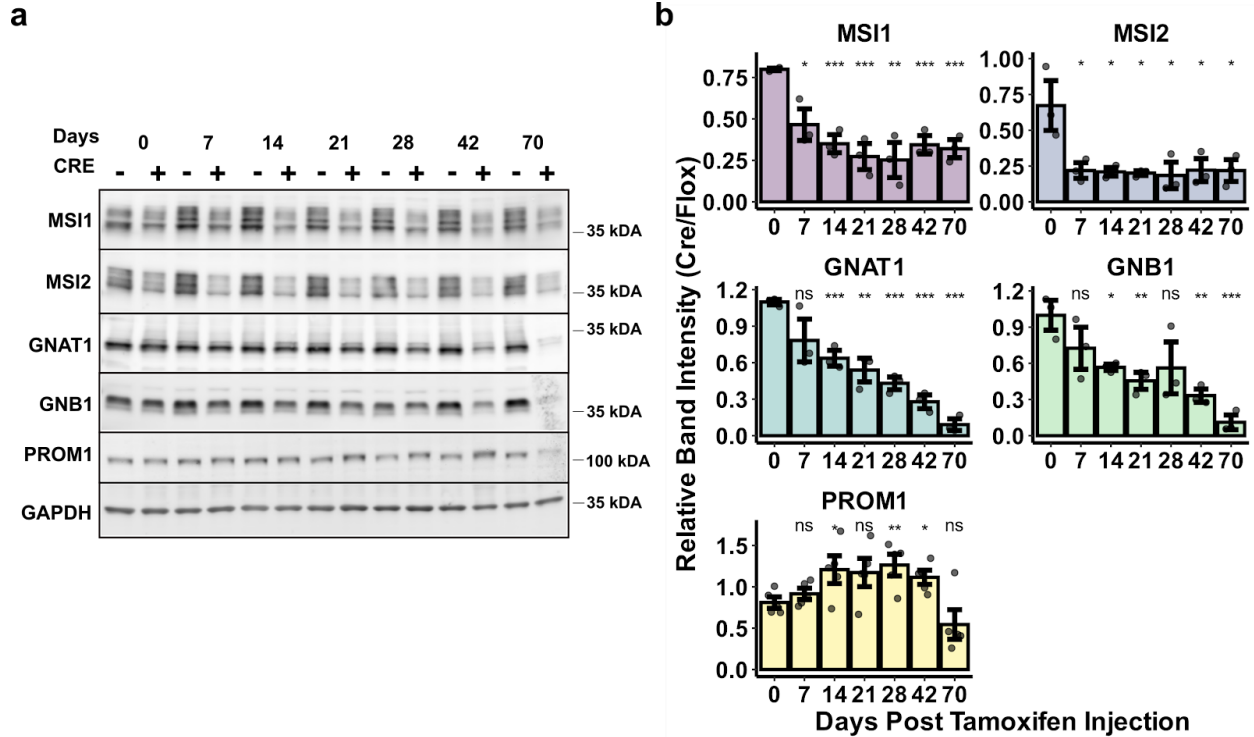 a
Days 0 7 14 21 28 42 70
CRE - + - + - + - + - + - + - +
MSI1
35 kDA
MSI2
35 kDA
GNAT1
35 kDA
GNB1
35 kDA
PROM1
100 kDA
GAPDH
35 kDA
b
Relative Band Intensity (Cre/Flox)
MSI1
* *** *** ** *** ***
0.75
0.50
0.25
0.00
0 7 14 21 28 42 70
MSI2
* * * * * *
1.00
0.75
0.50
0.25
0.00
0 7 14 21 28 42 70
GNAT1
ns *** ** *** *** ***
1.2
0.9
0.6
0.3
0.0
0 7 14 21 28 42 70
GNB1
ns * ** ns ** ***
1.2
0.9
0.6
0.3
0.0
0 7 14 21 28 42 70
PROM1
ns * ns ** * ns
1.5
1.0
0.5
0.0
0 7 14 21 28 42 70
Days Post Tamoxifen Injection